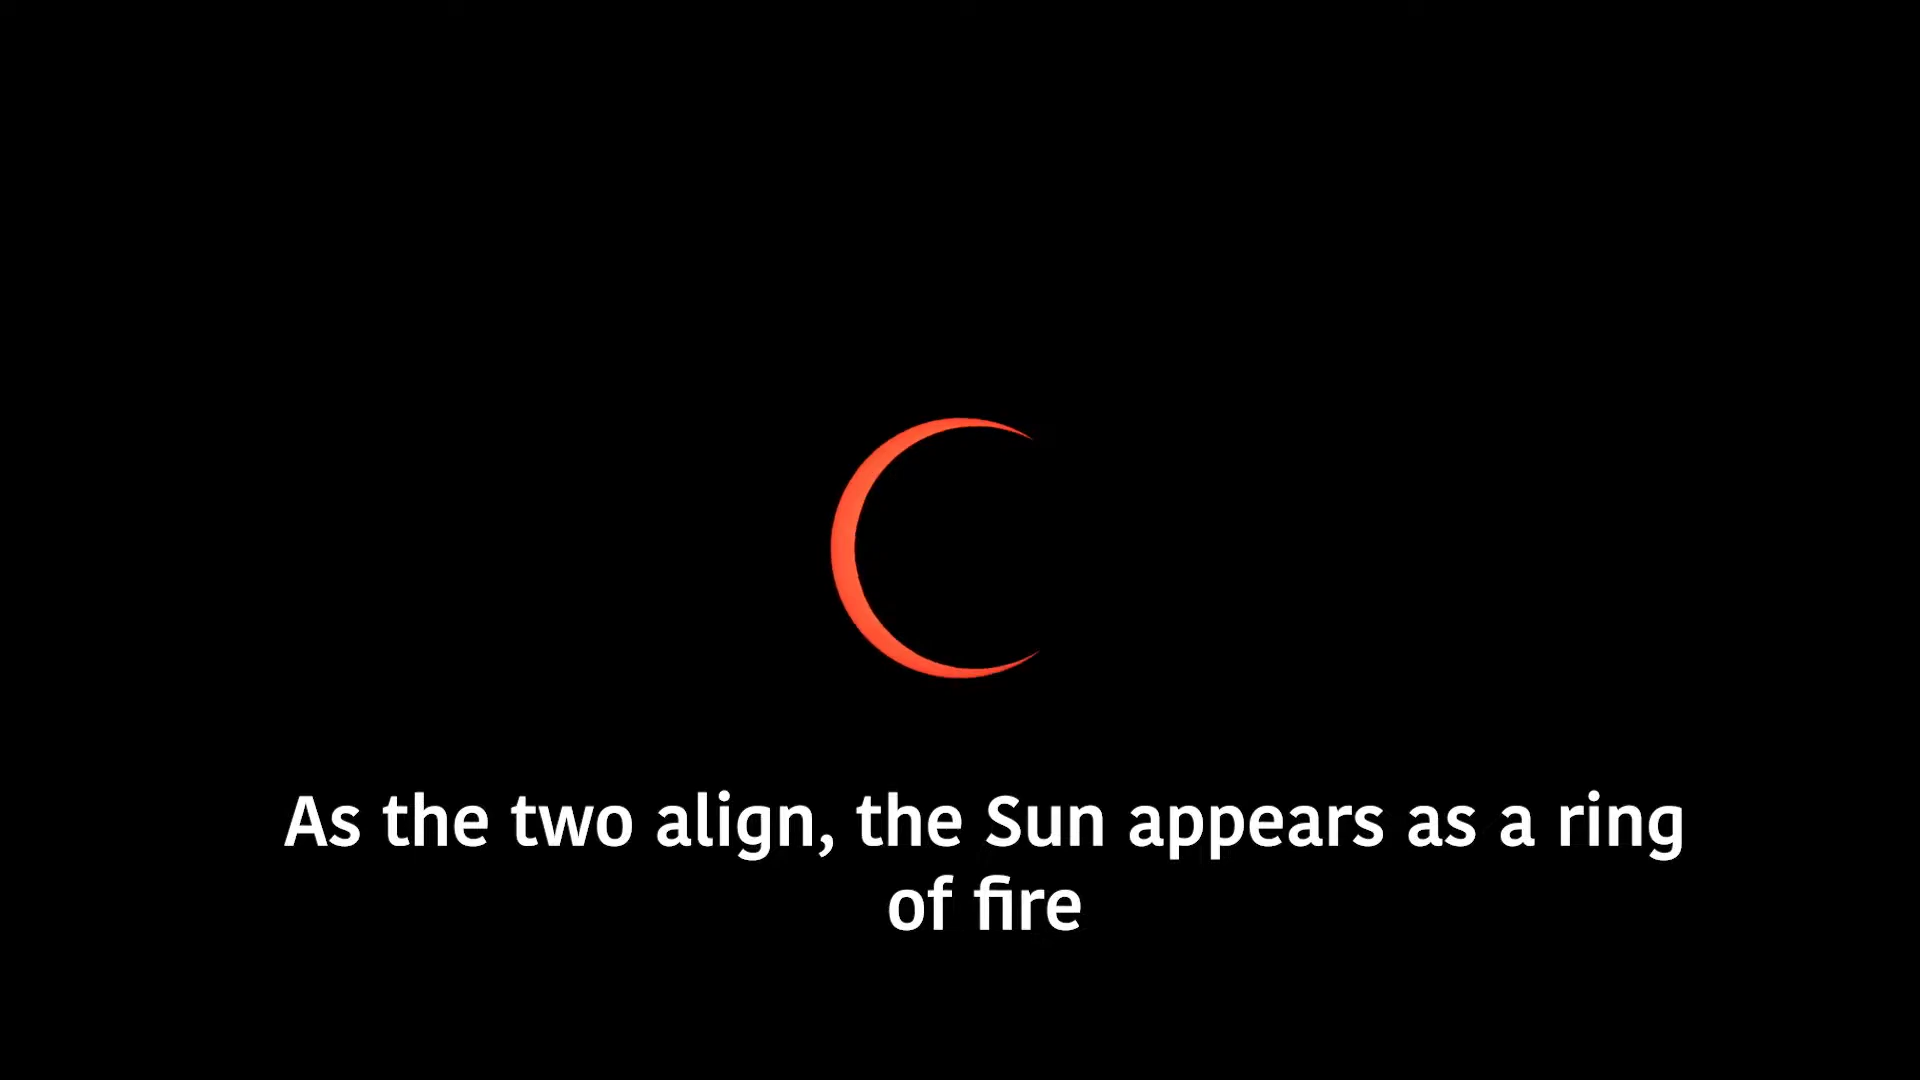 As the two align, the Sun appears as a ring
of fire